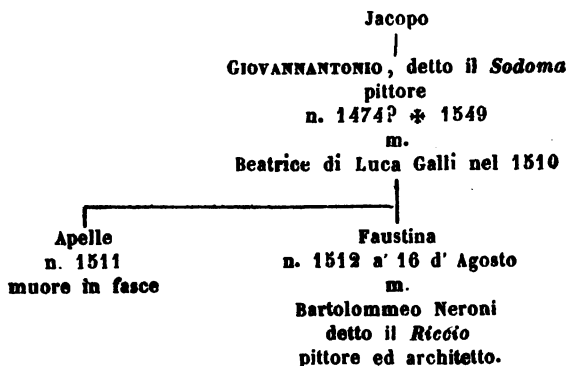 Jacopo
GIOVANNANTONIO, detto il Sodoma
pittore
n. 1474? ✠ 1549
m.
Beatrice di Luca Galli nel 1510
Apelle
n. 1511
muore in fasce
Faustina
n. 1512 a' 16 d' Agosto
m.
Bartolommeo Neroni
detto il Riccio
pittore ed architetto.